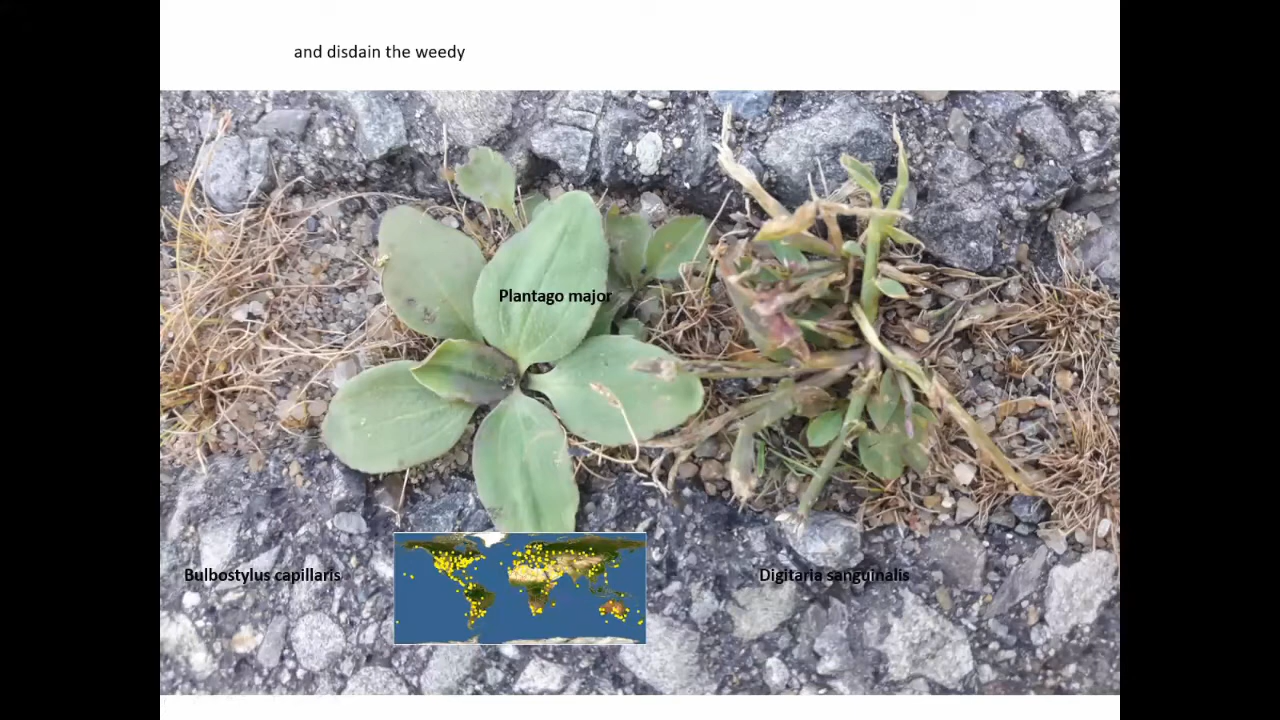 and disdain the weedy
Plantago major
Bulbostylus capillaris
Digitaria sanguinalis